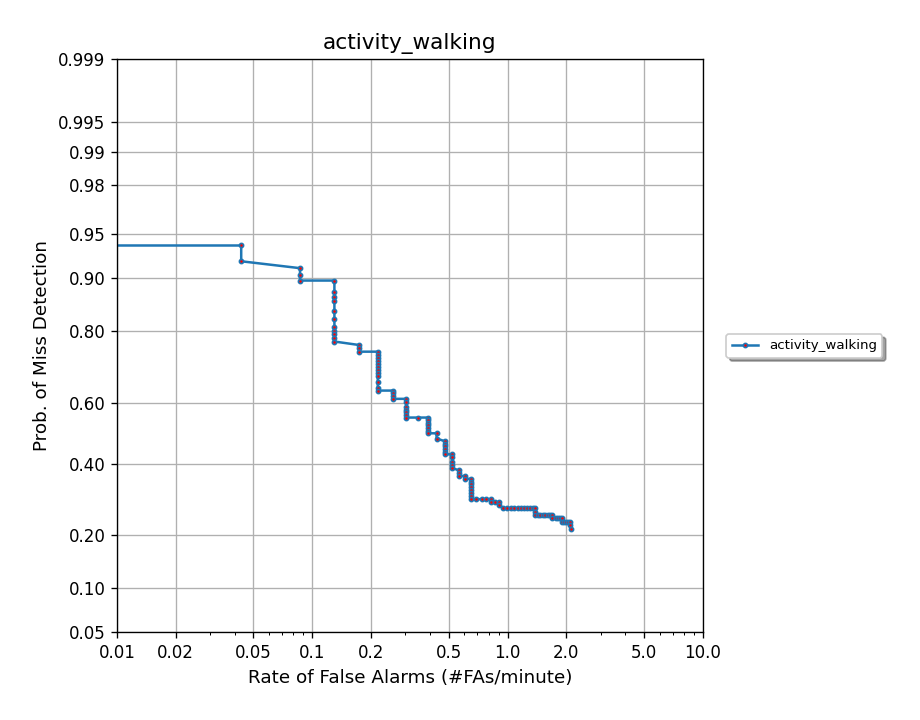 activity_walking
0.999
0.995
0.99
0.98
0.95
0.90
0.80
0.60
0.40
0.20
0.10
0.05
Prob. of Miss Detection
0.01 0.02 0.05 0.1 0.2 0.5 1.0 2.0 5.0 10.0
Rate of False Alarms (#FAs/minute)
activity_walking